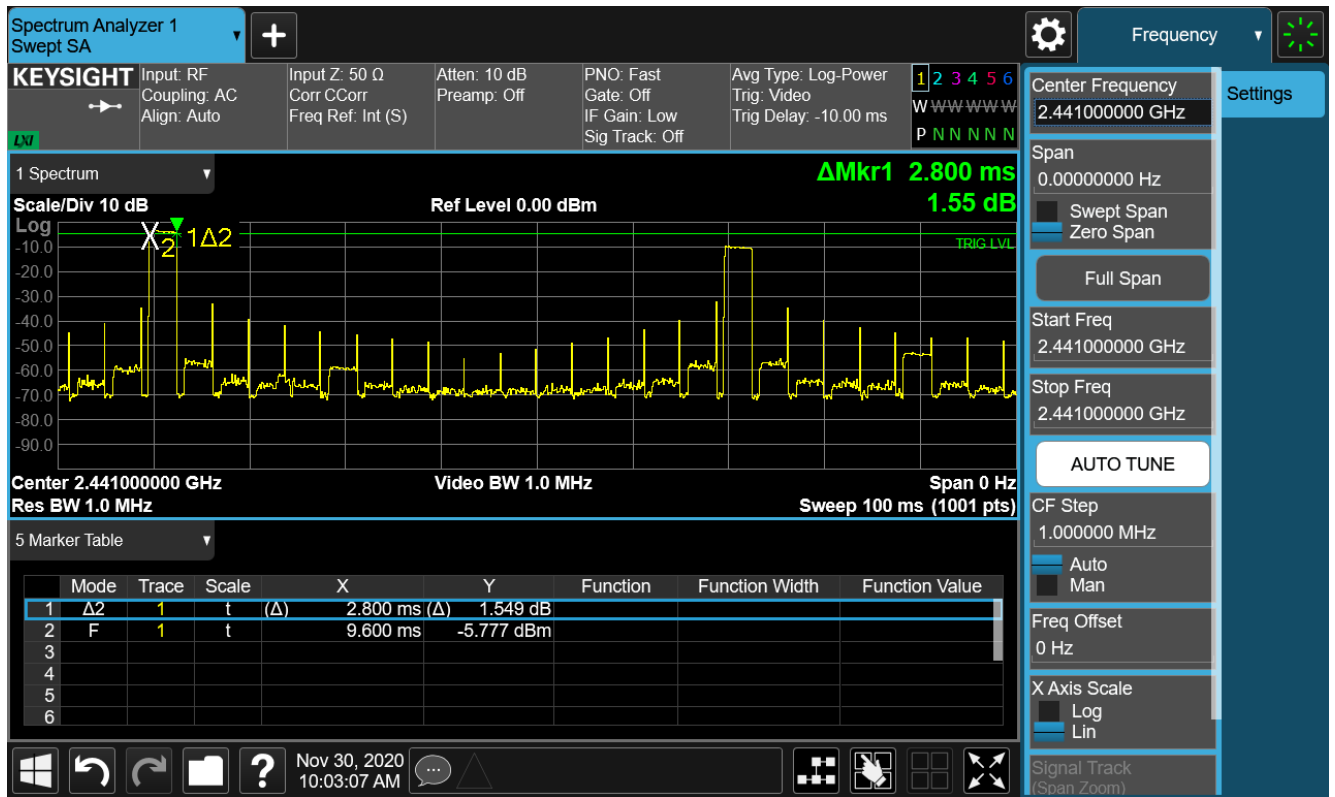 Spectrum Analyzer 1
Swept SA
Frequency
KEYSIGHT
LXI
Input: RF
Coupling: AC
Align: Auto
Input Z: 50 Ω
Corr CCorr
Freq Ref: Int (S)
Atten: 10 dB
Preamp: Off
PNO: Fast
Gate: Off
IF Gain: Low
Sig Track: Off
Avg Type: Log-Power
Trig: Video
Trig Delay: -10.00 ms
1 2 3 4 5 6
W W W W W W
P N N N N N
1 Spectrum
ΔMkr1 2.800 ms
1.55 dB
Scale/Div 10 dB
Ref Level 0.00 dBm
Log
X2 1Δ2
TRIG LVL
-10.0
-20.0
-30.0
-40.0
-50.0
-60.0
-70.0
-80.0
-90.0
Center 2.441000000 GHz
Video BW 1.0 MHz
Span 0 Hz
Res BW 1.0 MHz
Sweep 100 ms (1001 pts)
5 Marker Table
Mode Trace Scale X Y Function Function Width Function Value
1 Δ2 1 t (Δ) 2.800 ms (Δ) 1.549 dB
2 F 1 t 9.600 ms -5.777 dBm
3
4
5
6
Nov 30, 2020
10:03:07 AM
Center Frequency
2.441000000 GHz
Span
0.00000000 Hz
Swept Span
Zero Span
Full Span
Start Freq
2.441000000 GHz
Stop Freq
2.441000000 GHz
AUTO TUNE
CF Step
1.000000 MHz
Auto
Man
Freq Offset
0 Hz
X Axis Scale
Log
Lin
Signal Track
(Span Zoom)
Settings